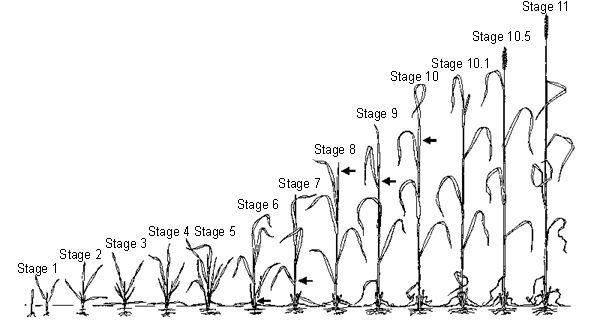 Stage 1
Stage 2
Stage 3
Stage 4
Stage 5
Stage 6
Stage 7
Stage 8
Stage 9
Stage 10
Stage 10.1
Stage 10.5
Stage 11